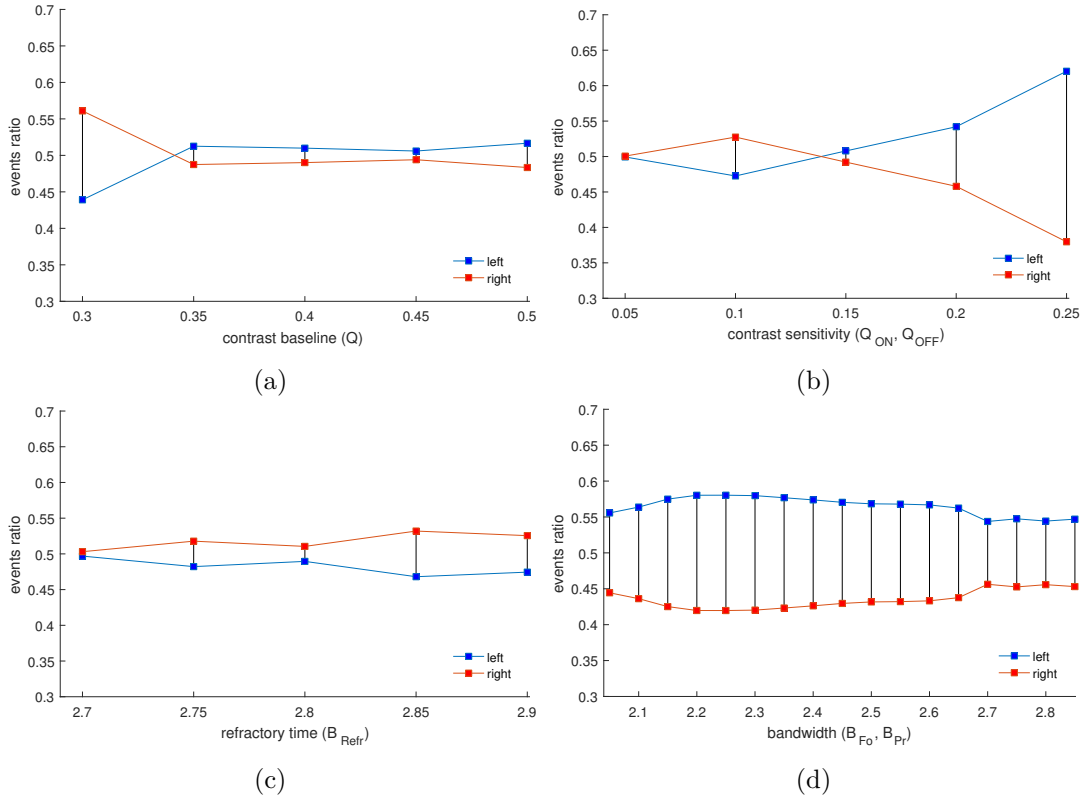 0.7
0.65
0.6
0.55
0.5
0.45
0.4
0.35
0.3
events ratio
left
right
0.3 0.35 0.4 0.45 0.5
contrast baseline (Q)
(a)
0.7
0.65
0.6
0.55
0.5
0.45
0.4
0.35
0.3
events ratio
left
right
0.05 0.1 0.15 0.2 0.25
contrast sensitivity (Q ON, Q OFF)
(b)
0.7
0.65
0.6
0.55
0.5
0.45
0.4
0.35
0.3
events ratio
left
right
2.7 2.75 2.8 2.85 2.9
refractory time (B Refr)
(c)
0.7
0.65
0.6
0.55
0.5
0.45
0.4
0.35
0.3
events ratio
left
right
2.1 2.2 2.3 2.4 2.5 2.6 2.7 2.8
bandwidth (B Fo, B Pr)
(d)